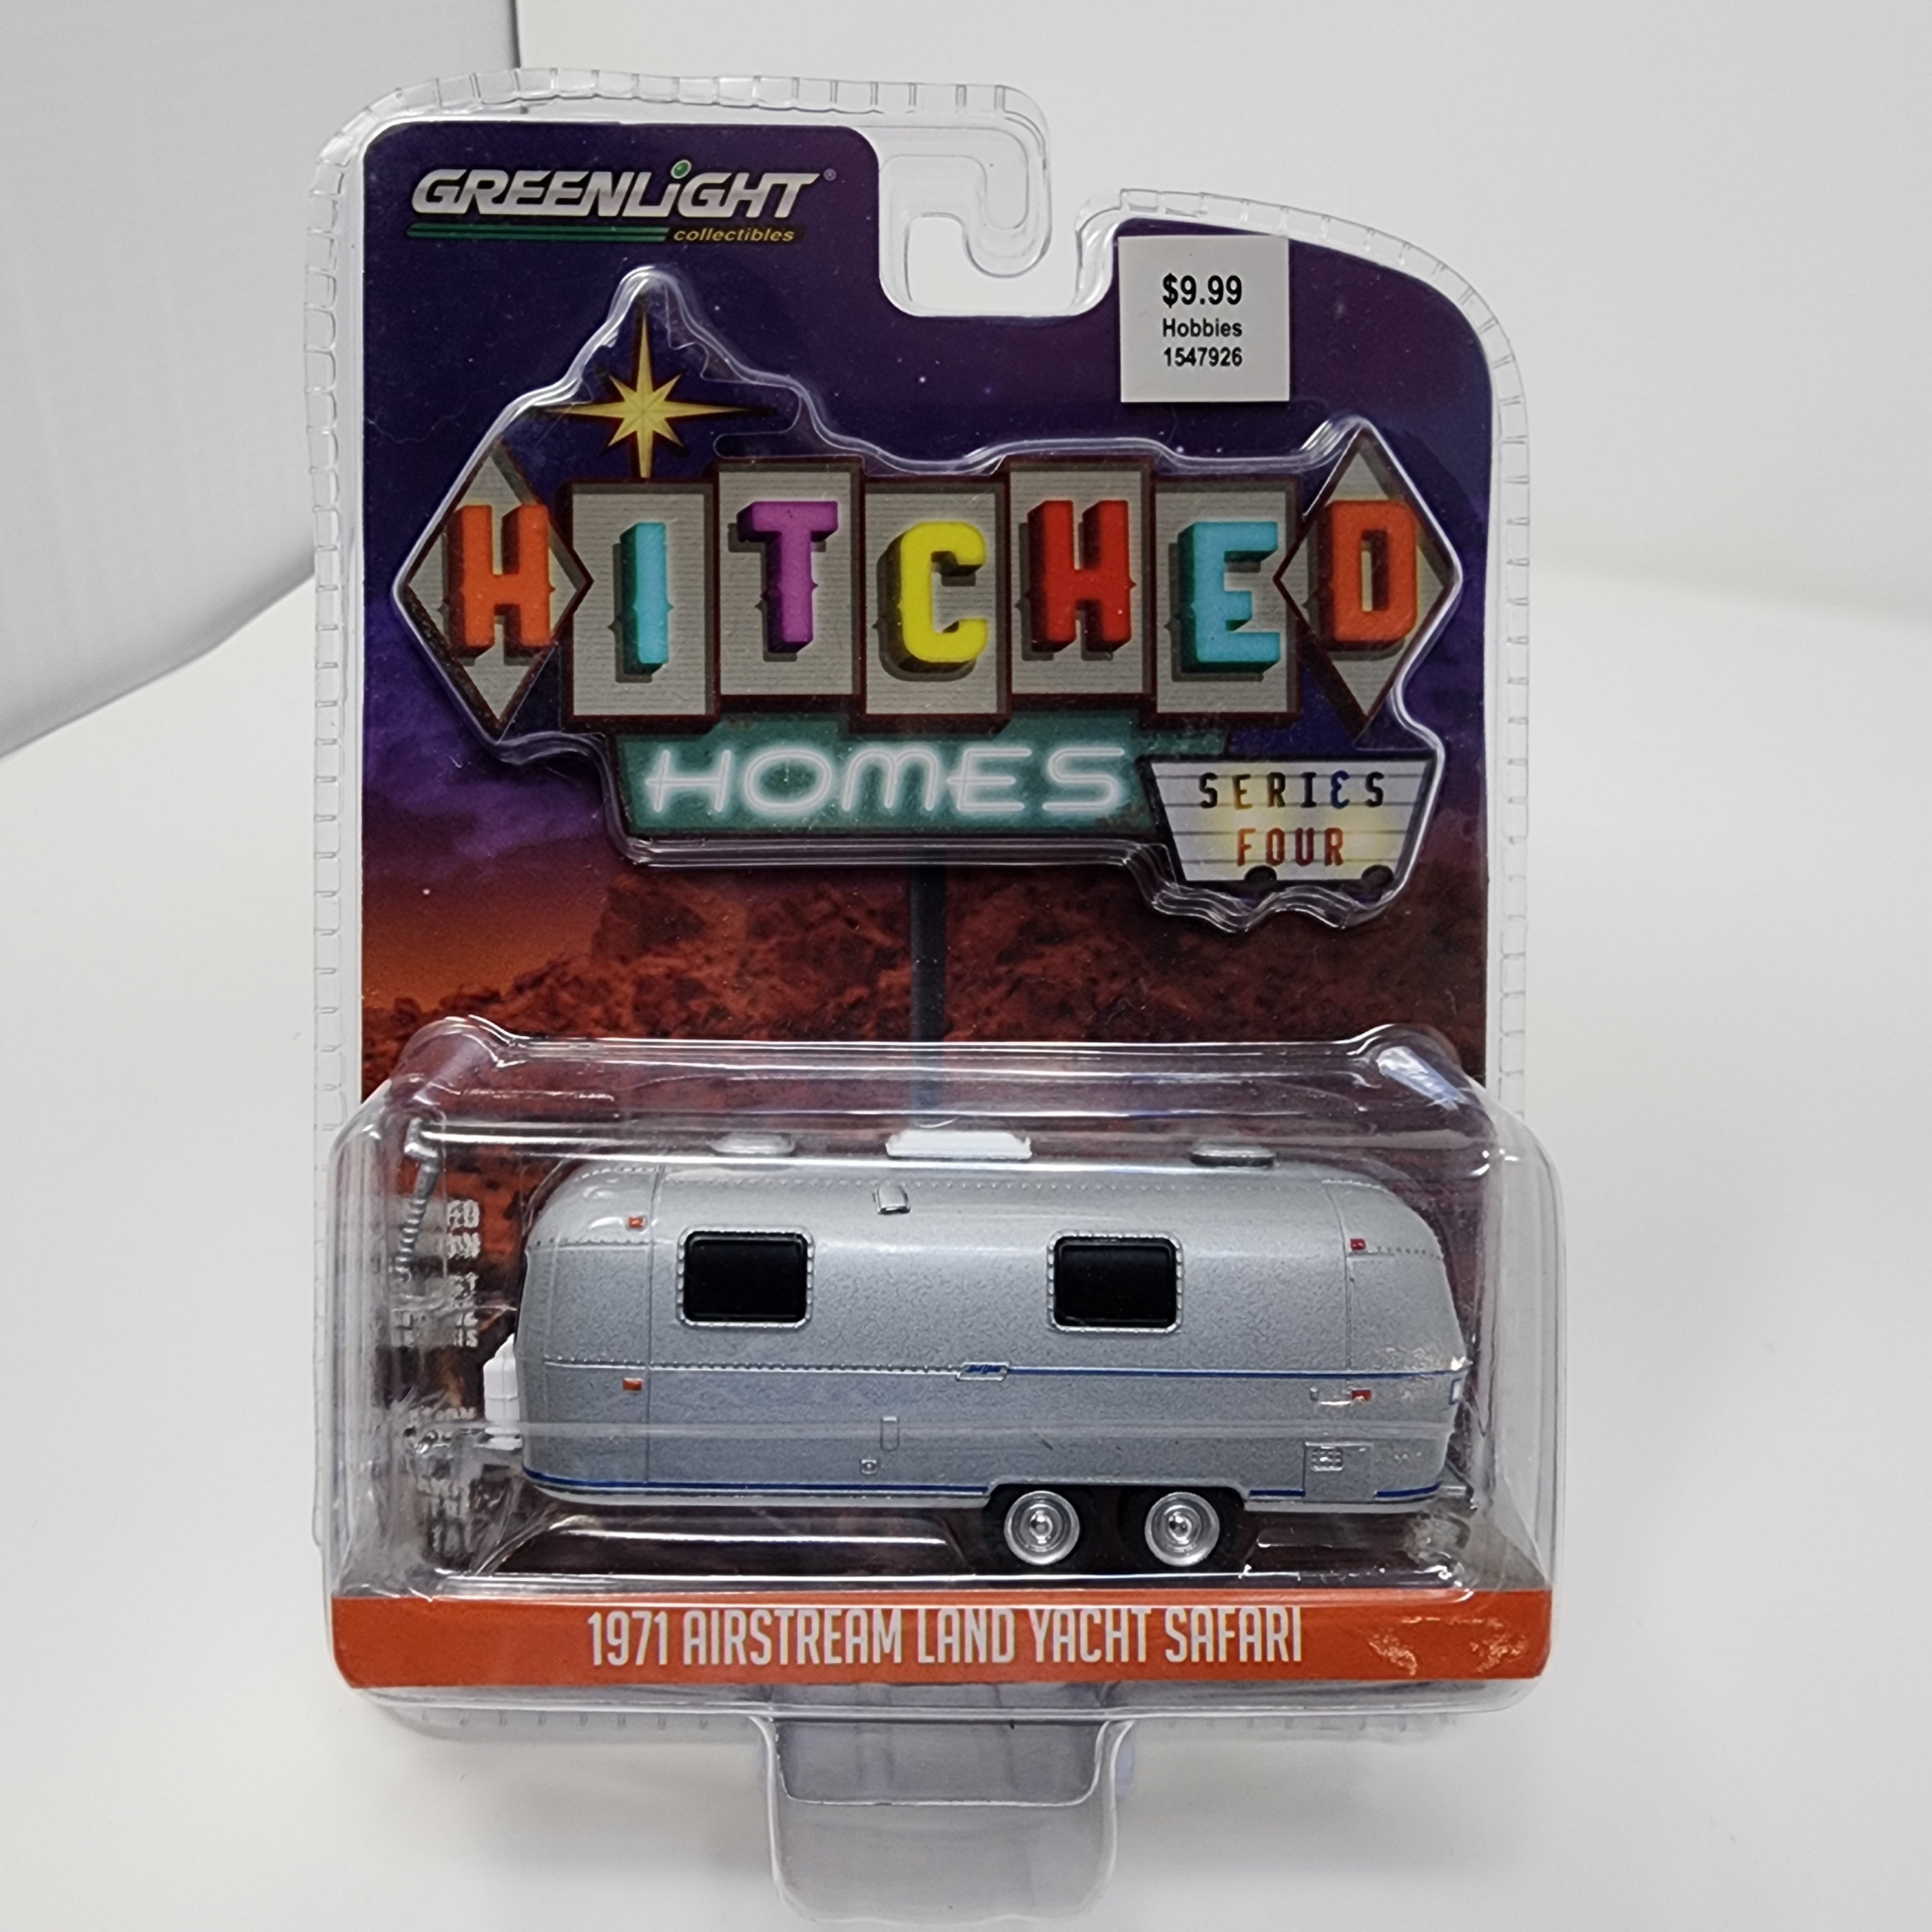 GREENLiGHT®
collectibles
$9.99
Hobbies
1547926
HITCHED
HOMES
SERIES
FOUR
1971 AIRSTREAM LAND YACHT SAFARI